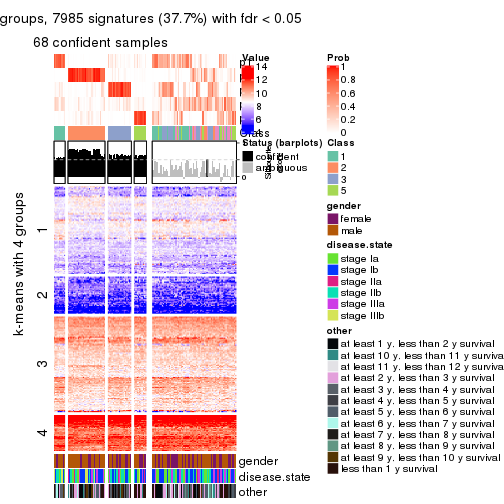 groups, 7985 signatures (37.7%) with fdr < 0.05
68 confident samples
Value
14
12
10
8
6
Prob
1
0.8
0.6
0.4
0.2
0
Class
Status (barplots)
confident
ambiguous
0
Class
1
2
3
5
gender
female
male
disease.state
stage Ia
stage Ib
stage IIa
stage IIb
stage IIIa
stage IIIb
other
at least 1 y. less than 2 y survival
at least 10 y. less than 11 y survival
at least 11 y. less than 12 y survival
at least 2 y. less than 3 y survival
at least 3 y. less than 4 y survival
at least 4 y. less than 5 y survival
at least 5 y. less than 6 y survival
at least 6 y. less than 7 y survival
at least 7 y. less than 8 y survival
at least 8 y. less than 9 y survival
at least 9 y. less than 10 y survival
less than 1 y survival
k-means with 4 groups
1
2
3
4
gender
disease.state
other